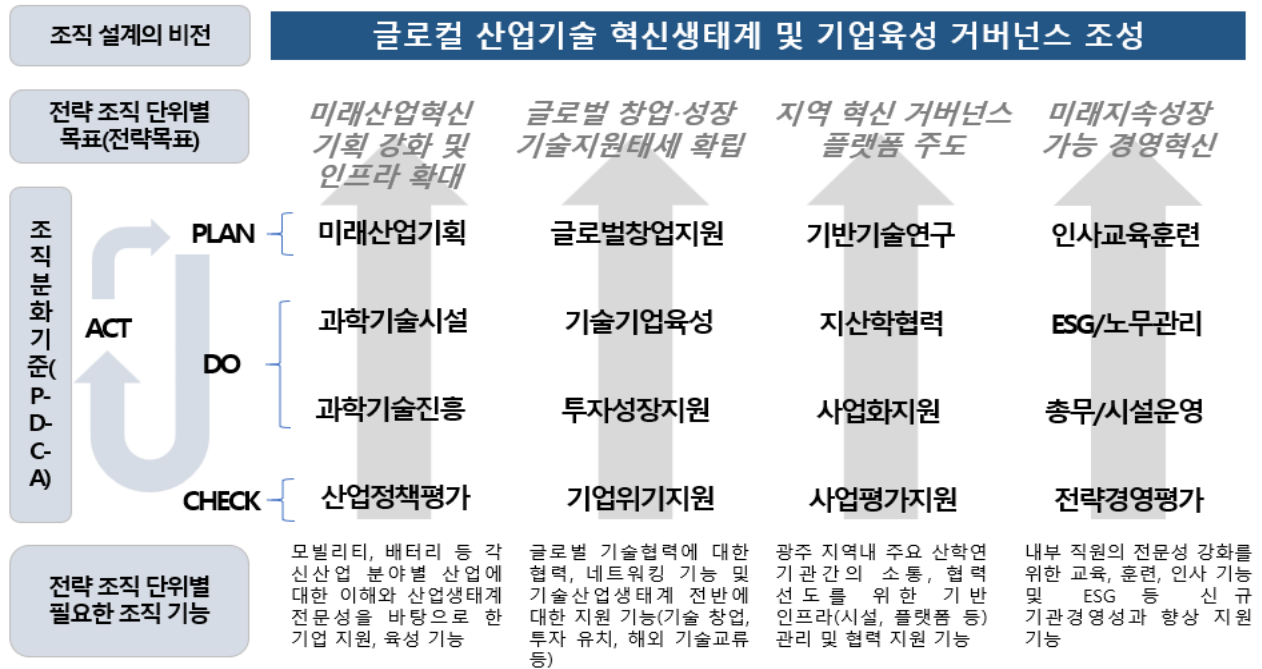 조직 설계의 비전
글로컬 산업기술 혁신생태계 및 기업육성 거버넌스 조성
전략 조직 단위별
목표(전략목표)
미래산업혁신
기획 강화 및
인프라 확대
글로벌 창업·성장
기술지원태세 확립
지역 혁신 거버넌스
플랫폼 주도
미래지속성장
가능 경영혁신
조
직
분
화
기
준(
P-
D-
C-
A)
ACT
PLAN
미래산업기획
글로벌창업지원
기반기술연구
인사교육훈련
DO
과학기술시설
기술기업육성
지산학협력
ESG/노무관리
과학기술진흥
투자성장지원
사업화지원
총무/시설운영
CHECK
산업정책평가
기업위기지원
사업평가지원
전략경영평가
전략 조직 단위별
필요한 조직 기능
모빌리티, 배터리 등 각
신산업 분야별 산업에
대한 이해와 산업생태계
전문성을 바탕으로 한
기업 지원, 육성 기능
글로벌 기술협력에 대한
협력, 네트워킹 기능 및
기술산업생태계 전반에
대한 지원 기능(기술 창업,
투자 유치, 해외 기술교류
등)
광주 지역내 주요 산학연
기관간의 소통, 협력
선도를 위한 기반
인프라(시설, 플랫폼 등)
관리 및 협력 지원 기능
내부 직원의 전문성 강화를
위한 교육, 훈련, 인사 기능
및 ESG 등 신규
기관경영성과 향상 지원
기능